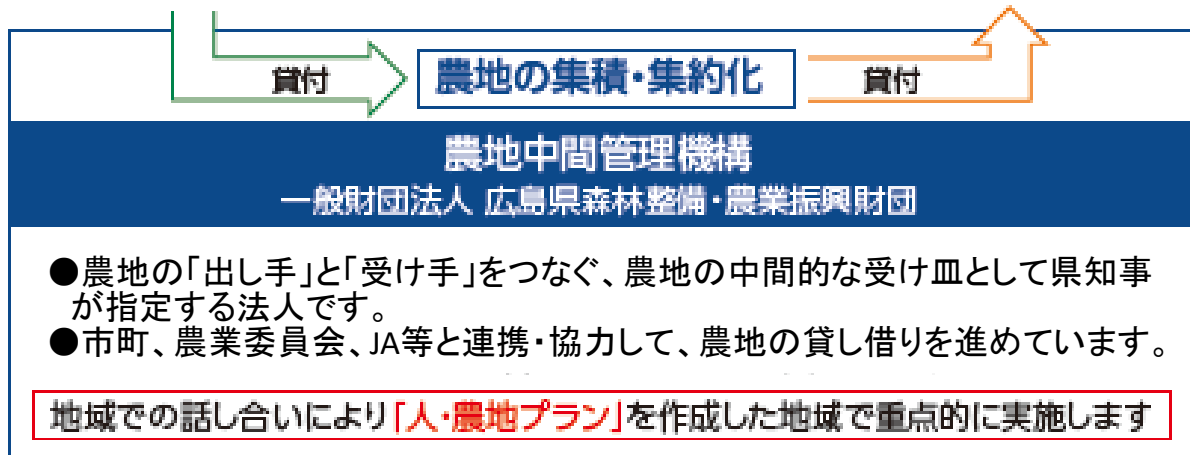 貸付
農地の集積・集約化
貸付
農地中間管理機構
一般財団法人 広島県森林整備・農業振興財団
●農地の「出し手」と「受け手」をつなぐ、農地の中間的な受け皿として県知事
が指定する法人です。
●市町、農業委員会、JA等と連携・協力して、農地の貸し借りを進めています。
地域での話し合いにより「人・農地プラン」を作成した地域で重点的に実施します